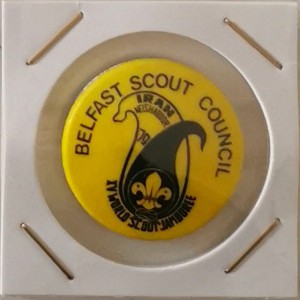 BELFAST SCOUT COUNCIL
IRAN
79
XV WORLD SCOUT JAMBOREE